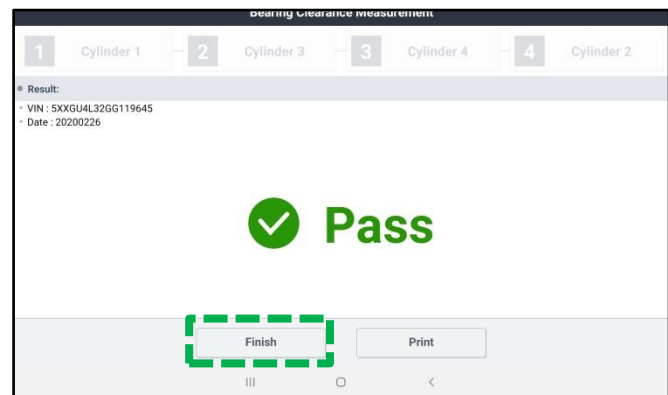 Bearing Clearance Measurement
1 Cylinder 1 2 Cylinder 3 3 Cylinder 4 4 Cylinder 2
Result:
VIN : 5XXGU4L32GG119645
Date : 20200226
Pass
Finish Print